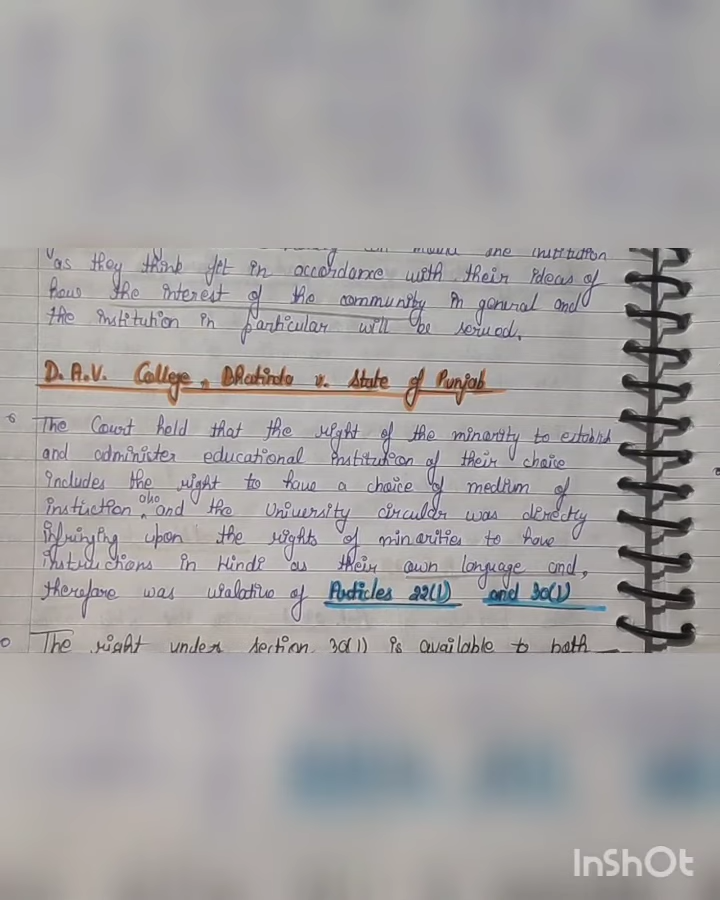 as they think fit in accordance with their ideas of
how the interest of the community in general and
the institution in particular will be served.
D.A.V. College, Bhatinda v. State of Punjab
The Court held that the right of the minority to establish
and administer educational institution of their choice
includes the right to have a choice of medium of
instruction also and the University circular was directly
infringing upon the rights of minorities to have
instructions in Hindi as their own language and,
therefore was violative of Articles 22(1) and 30(1)
The right under section 30(1) is available to both
InShOt